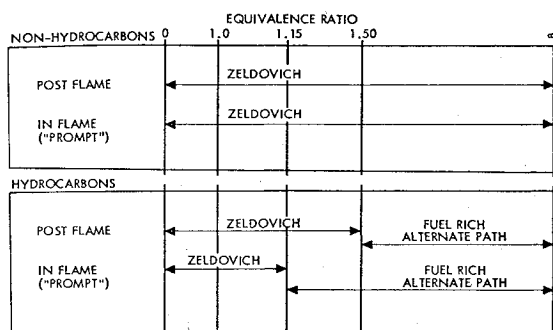 EQUIVALENCE RATIO
NON-HYDROCARBONS 0 1.0 1.15 1.50 ∞
POST FLAME ZELDOVICH
IN FLAME ZELDOVICH
("PROMPT")
HYDROCARBONS
POST FLAME ZELDOVICH FUEL RICH
ALTERNATE PATH
IN FLAME ZELDOVICH FUEL RICH
("PROMPT") ALTERNATE PATH